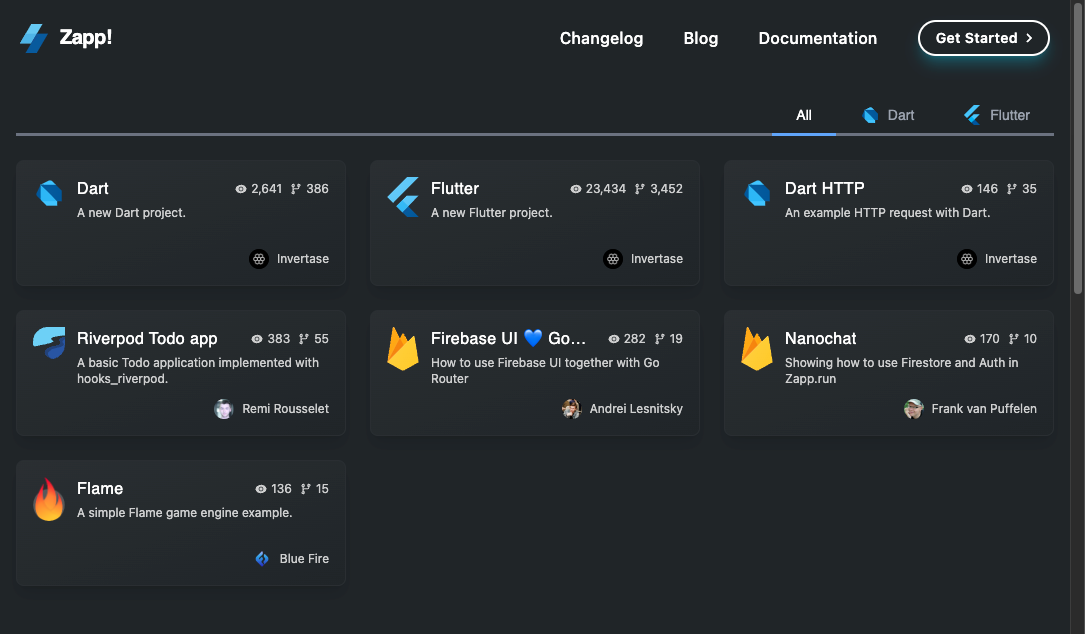 Zapp!
Changelog
Blog
Documentation
Get Started
All
Dart
Flutter
Dart 2,641 386
A new Dart project.
Invertase
Flutter 23,434 3,452
A new Flutter project.
Invertase
Dart HTTP 146 35
An example HTTP request with Dart.
Invertase
Riverpod Todo app 383 55
A basic Todo application implemented with
hooks_riverpod.
Remi Rousselet
Firebase UI 💙 Go... 282 19
How to use Firebase UI together with Go
Router
Andrei Lesnitsky
Nanochat 170 10
Showing how to use Firestore and Auth in
Zapp.run
Frank van Puffelen
Flame 136 15
A simple Flame game engine example.
Blue Fire